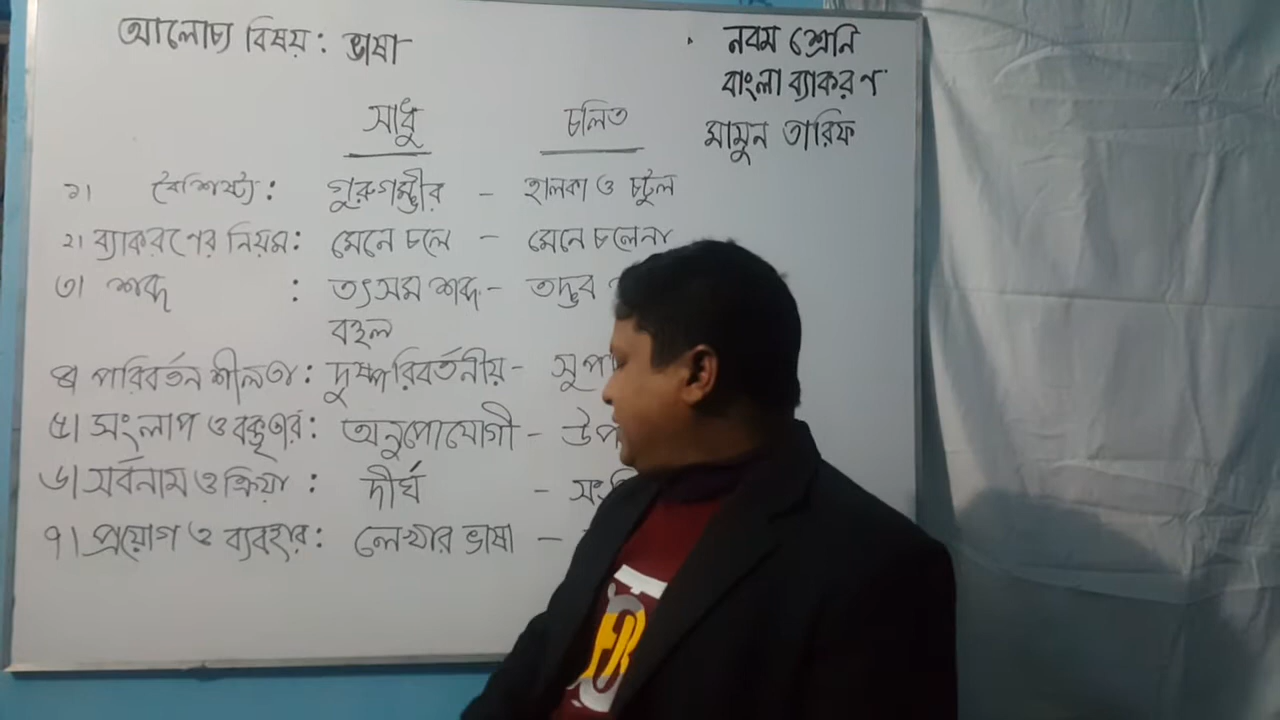 আলোচ্য বিষয়: ভাষা
নবম শ্রেনি
বাংলা ব্যাকরণ
মামুন তারিফ
সাধু চলিত
১। বৈশিষ্ট্য: গুরুগম্ভীর - হালকা ও চটুল
২। ব্যাকরণের নিয়ম: মেনে চলে - মেনে চলেনা
৩। শব্দ : তৎসম শব্দ - তদ্ভব
বহুল
৪। পরিবর্তনশীলতা: দুষ্পরিবর্তনীয় -
৫। সংলাপ ও বক্তৃতার: অনুপোযোগী -
৬। সর্বনাম ও ক্রিয়া : দীর্ঘ -
৭। প্রয়োগ ও ব্যবহার: লেখার ভাষা -